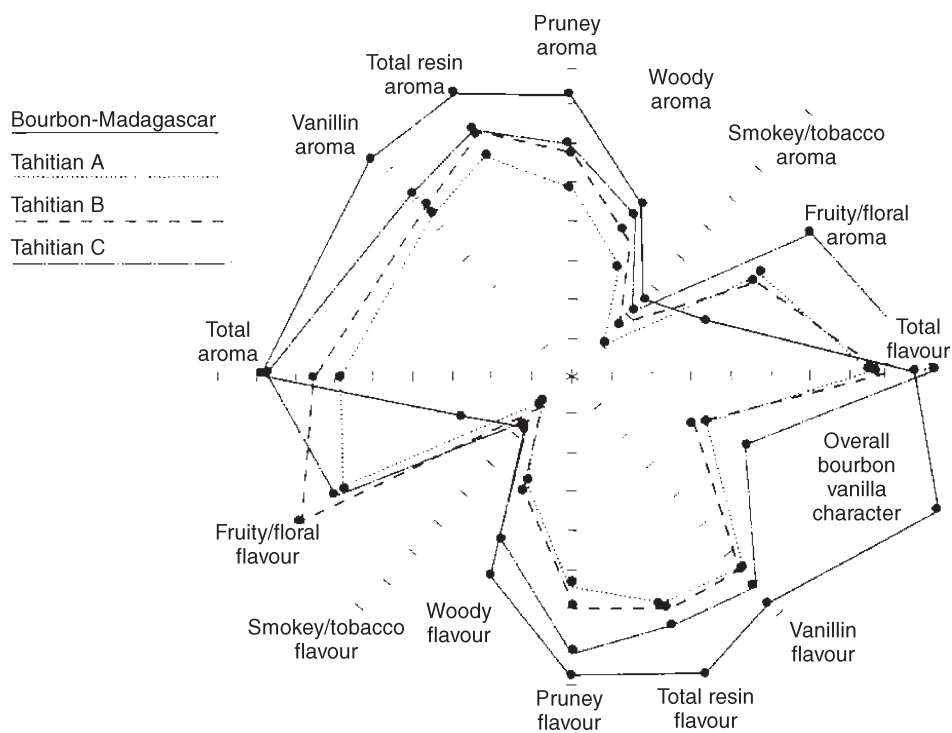 Bourbon-Madagascar
Tahitian A
Tahitian B
Tahitian C
Pruney
aroma
Total resin
aroma
Woody
aroma
Vanillin
aroma
Smokey/tobacco
aroma
Fruity/floral
aroma
Total
aroma
Total
flavour
Overall
bourbon
vanilla
character
Fruity/floral
flavour
Smokey/tobacco
flavour
Woody
flavour
Vanillin
flavour
Pruney
flavour
Total resin
flavour